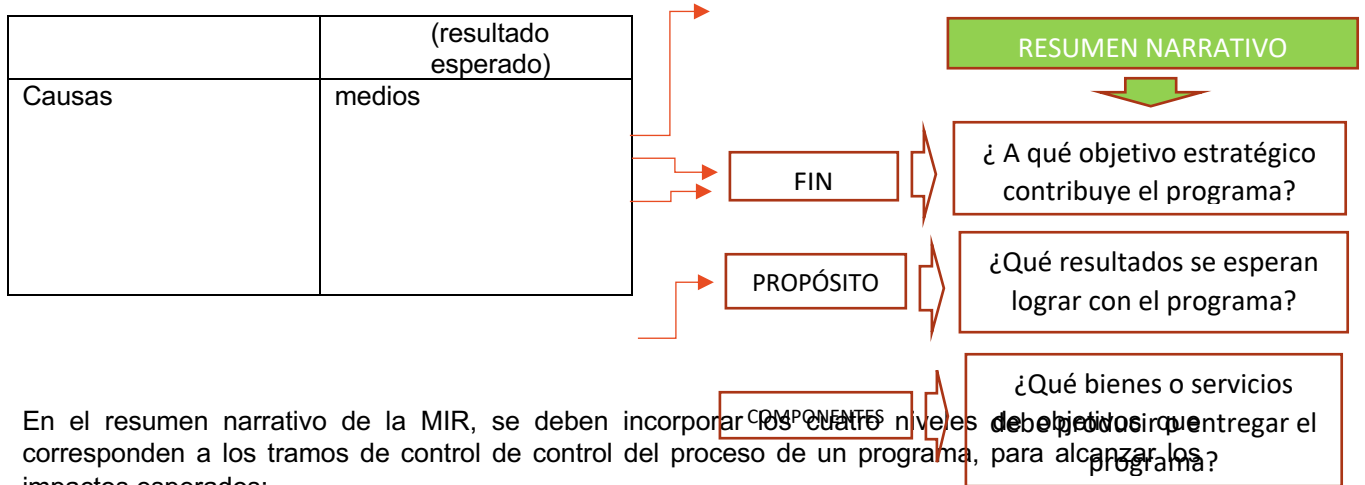 (resultado
esperado)
Causas
medios
RESUMEN NARRATIVO
FIN
¿ A qué objetivo estratégico
contribuye el programa?
PROPÓSITO
¿Qué resultados se esperan
lograr con el programa?
COMPONENTES
¿Qué bienes o servicios
debe producir o entregar el
programa?
En el resumen narrativo de la MIR, se deben incorporar los cuatro niveles de objetivos que
corresponden a los tramos de control de control del proceso de un programa, para alcanzar los
impactos esperados: